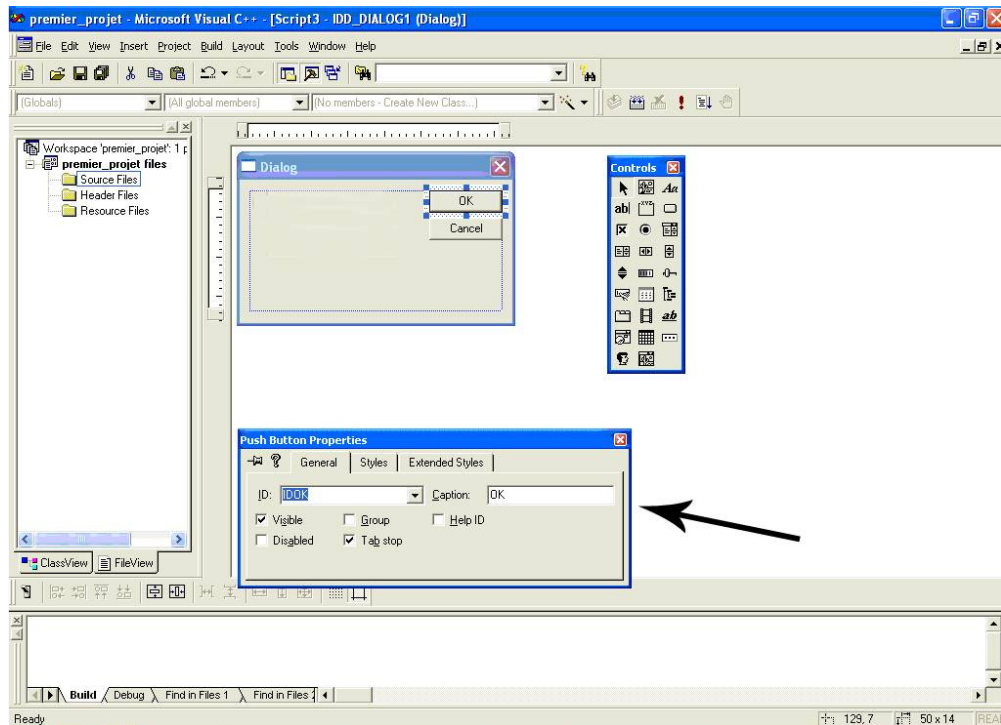 premier_projet - Microsoft Visual C++ - [Script3 - IDD_DIALOG1 (Dialog)]
File Edit View Insert Project Build Layout Tools Window Help
(Globals) (All global members) (No members - Create New Class...)
Workspace 'premier_projet': 1
premier_projet files
Source Files
Header Files
Resource Files
ClassView FileView
Dialog
OK
Cancel
Controls
Aa
ab|
XYZ
ab
Push Button Properties
? General Styles Extended Styles
ID: IDOK Caption: OK
Visible Group Help ID
Disabled Tab stop
Build Debug Find in Files 1 Find in Files
Ready 129, 7 50 x 14 REA